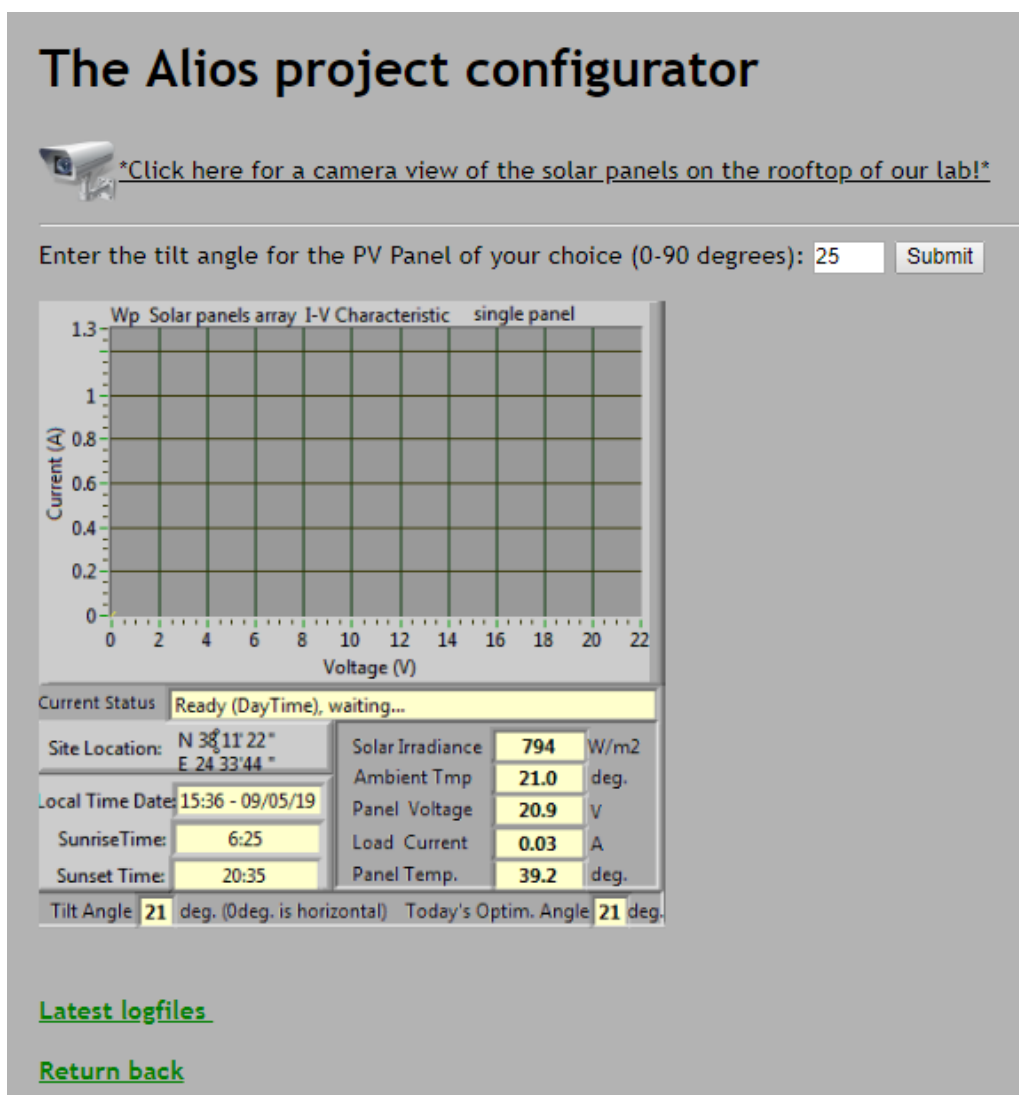 The Alios project configurator
*Click here for a camera view of the solar panels on the rooftop of our lab!*
Enter the tilt angle for the PV Panel of your choice (0-90 degrees): 25 Submit
Wp Solar panels array I-V Characteristic single panel
1.3
1
0.8
0.6
0.4
0.2
0
Current (A)
0 2 4 6 8 10 12 14 16 18 20 22
Voltage (V)
Current Status Ready (DayTime), waiting...
Site Location: N 38°11'22"
E 24 33'44 "
Local Time Date: 15:36 - 09/05/19
SunriseTime: 6:25
Sunset Time: 20:35
Solar Irradiance 794 W/m2
Ambient Tmp 21.0 deg.
Panel Voltage 20.9 V
Load Current 0.03 A
Panel Temp. 39.2 deg.
Tilt Angle 21 deg. (0deg. is horizontal) Today's Optim. Angle 21 deg.
Latest logfiles
Return back